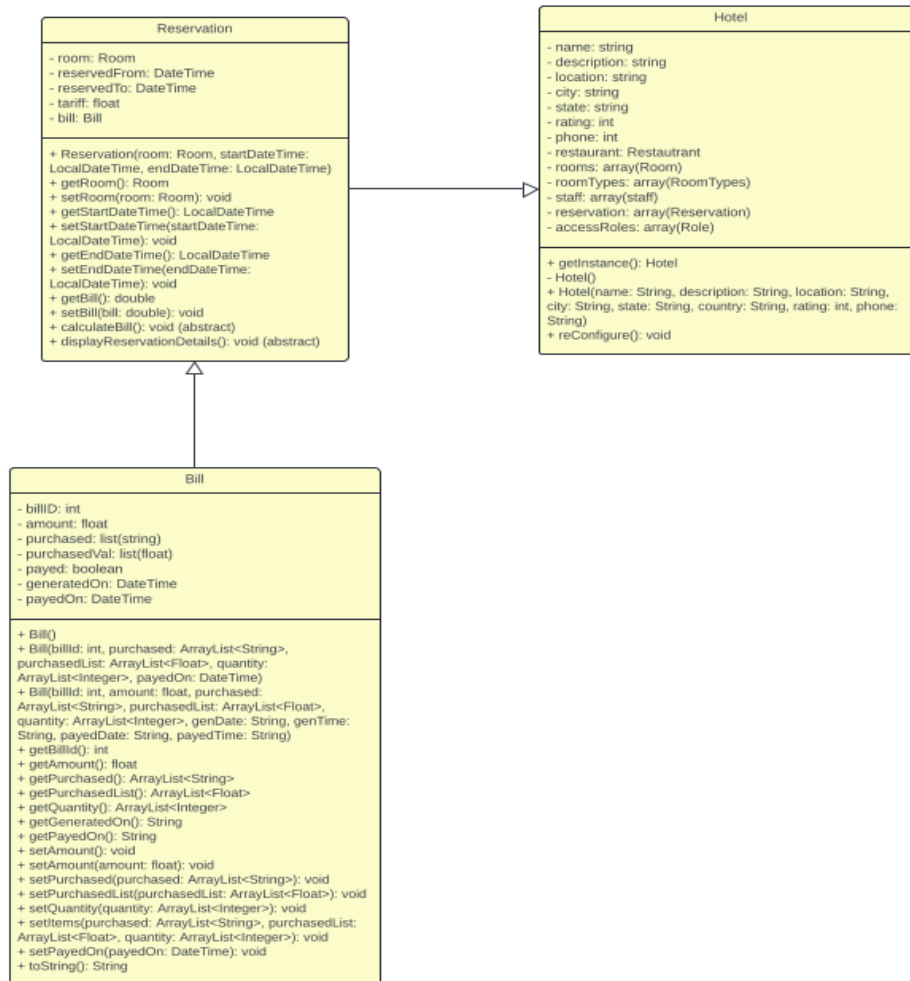 Reservation
- room: Room
- reservedFrom: DateTime
- reservedTo: DateTime
- tariff: float
- bill: Bill
+ Reservation(room: Room, startDateTime:
LocalDateTime, endDateTime: LocalDateTime)
+ getRoom(): Room
+ setRoom(room: Room): void
+ getStartDateTime(): LocalDateTime
+ setStartDateTime(startDateTime:
LocalDateTime): void
+ getEndDateTime(): LocalDateTime
+ setEndDateTime(endDateTime:
LocalDateTime): void
+ getBill(): double
+ setBill(bill: double): void
+ calculateBill(): void (abstract)
+ displayReservationDetails(): void (abstract)
Hotel
- name: string
- description: string
- location: string
- city: string
- state: string
- rating: int
- phone: int
- restaurant: Restautrant
- rooms: array(Room)
- roomTypes: array(RoomTypes)
- staff: array(staff)
- reservation: array(Reservation)
- accessRoles: array(Role)
+ getInstance(): Hotel
- Hotel()
+ Hotel(name: String, description: String, location: String,
city: String, state: String, country: String, rating: int, phone:
String)
+ reConfigure(): void
Bill
- billID: int
- amount: float
- purchased: list(string)
- purchasedVal: list(float)
- payed: boolean
- generatedOn: DateTime
- payedOn: DateTime
+ Bill()
+ Bill(billId: int, purchased: ArrayList<String>,
purchasedList: ArrayList<Float>, quantity:
ArrayList<Integer>, payedOn: DateTime)
+ Bill(billId: int, amount: float, purchased:
ArrayList<String>, purchasedList: ArrayList<Float>,
quantity: ArrayList<Integer>, genDate: String, genTime:
String, payedDate: String, payedTime: String)
+ getBillId(): int
+ getAmount(): float
+ getPurchased(): ArrayList<String>
+ getPurchasedList(): ArrayList<Float>
+ getQuantity(): ArrayList<Integer>
+ getGeneratedOn(): String
+ getPayedOn(): String
+ setAmount(): void
+ setAmount(amount: float): void
+ setPurchased(purchased: ArrayList<String>): void
+ setPurchasedList(purchasedList: ArrayList<Float>): void
+ setQuantity(quantity: ArrayList<Integer>): void
+ setItems(purchased: ArrayList<String>, purchasedList:
ArrayList<Float>, quantity: ArrayList<Integer>): void
+ setPayedOn(payedOn: DateTime): void
+ toString(): String